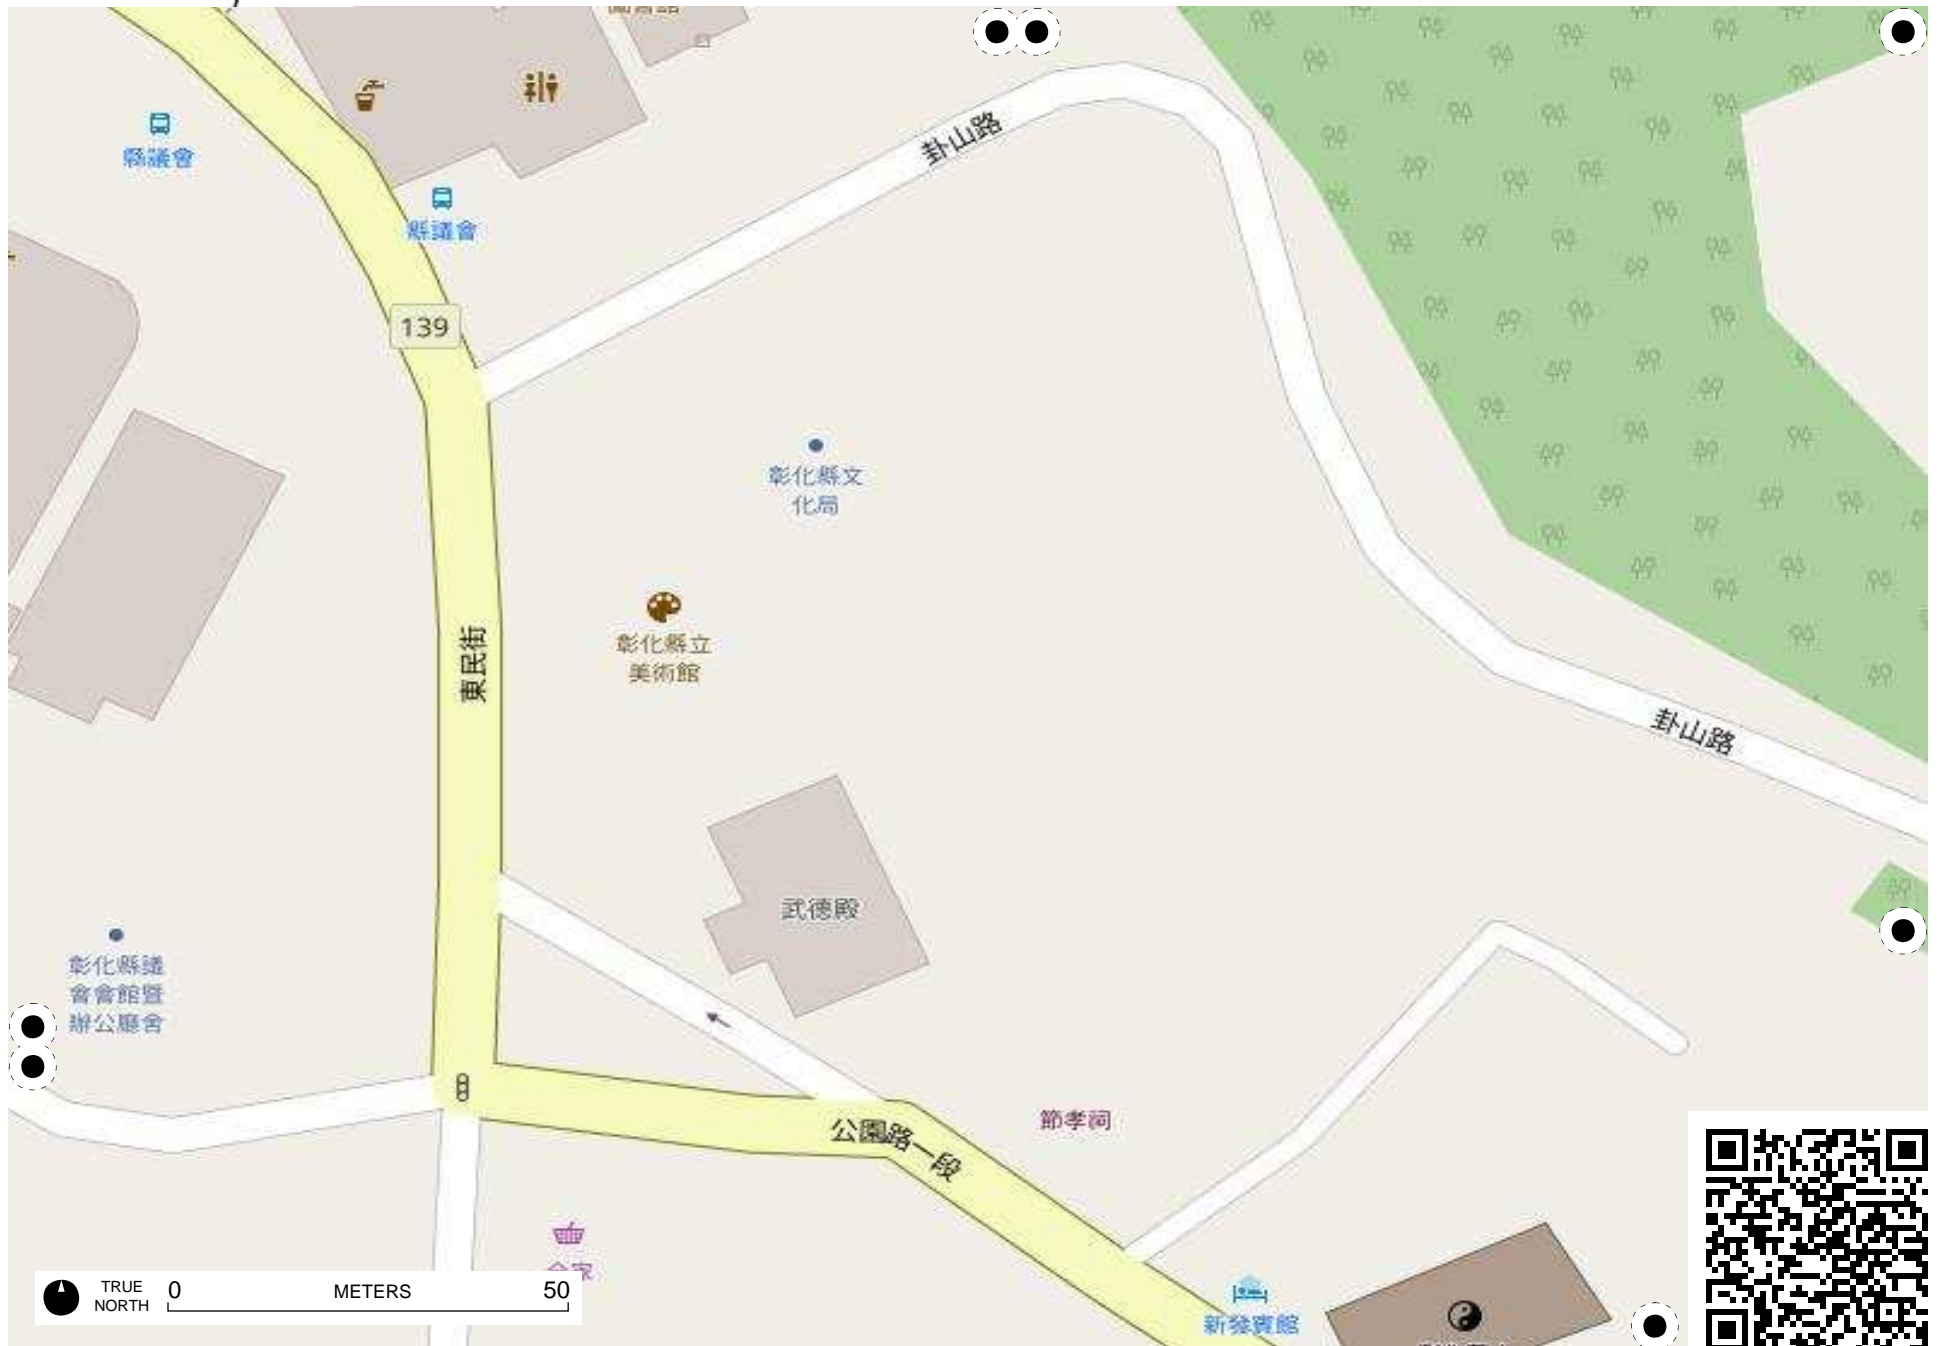 縣議會
卦山路
縣議會
139
彰化縣文
化局
東民街
彰化縣立
美術館
卦山路
武德殿
彰化縣議
會會館暨
辦公廳舍
節孝祠
公園路一段
TRUE
NORTH
0
METERS
50
新發賓館